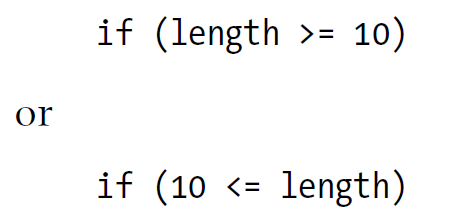 if (length >= 10)
or
if (10 <= length)